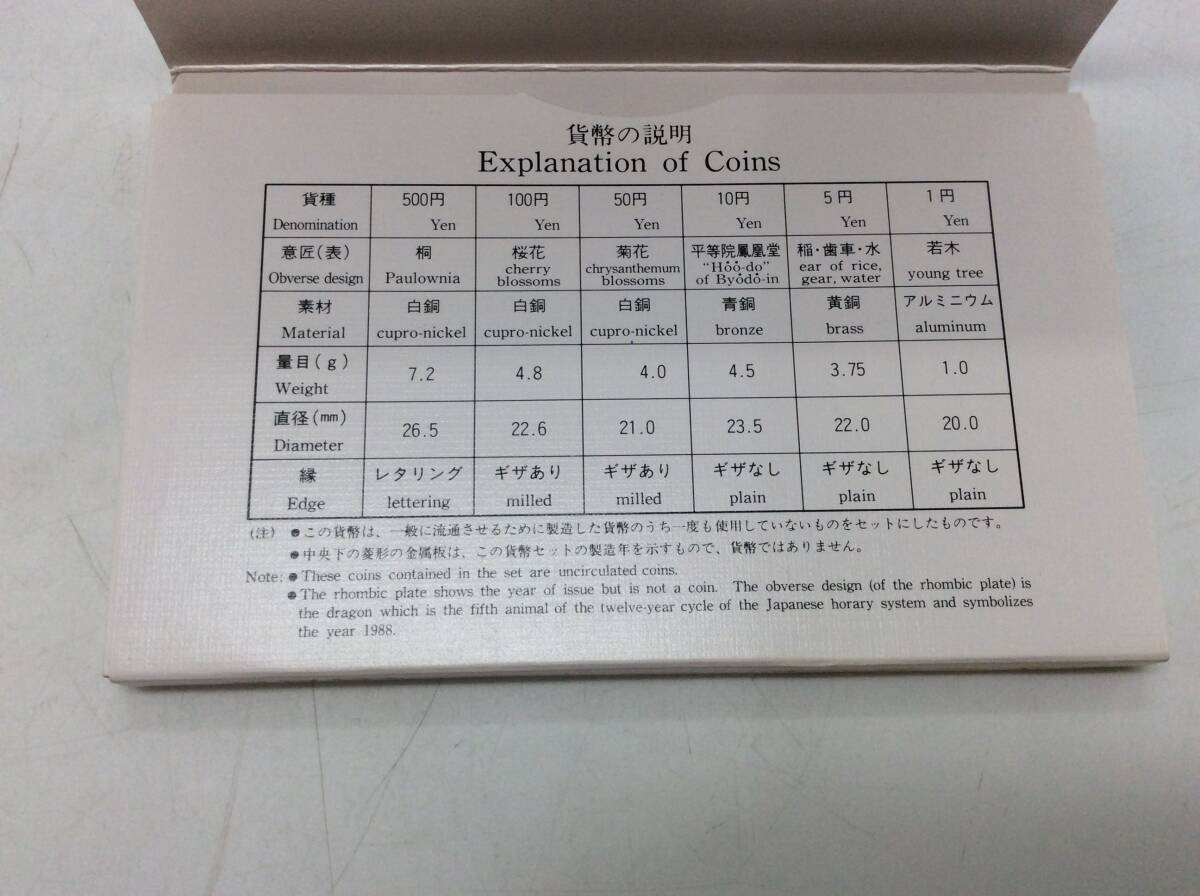 貨幣の説明
Explanation of Coins
貨種 500円 100円 50円 10円 5円 1円
Denomination Yen Yen Yen Yen Yen Yen
意匠(表) 桐 桜花 菊花 平等院鳳凰堂 稲・歯車・水 若木
Obverse design Paulownia cherry blossoms chrysanthemum blossoms "Hȯȯ-do" of Byȯdȯ-in ear of rice, gear, water young tree
素材 白銅 白銅 白銅 青銅 黄銅 アルミニウム
Material cupro-nickel cupro-nickel cupro-nickel bronze brass aluminum
量目(g) 7.2 4.8 4.0 4.5 3.75 1.0
Weight
直径(㎜) 26.5 22.6 21.0 23.5 22.0 20.0
Diameter
縁 レタリング ギザあり ギザあり ギザなし ギザなし ギザなし
Edge lettering milled milled plain plain plain
(注) ●この貨幣は、一般に流通させるために製造した貨幣のうち一度も使用していないものをセットにしたものです。
●中央下の菱形の金属板は、この貨幣セットの製造年を示すもので、貨幣ではありません。
Note: ●These coins contained in the set are uncirculated coins.
●The rhombic plate shows the year of issue but is not a coin. The obverse design (of the rhombic plate) is
the dragon which is the fifth animal of the twelve-year cycle of the Japanese horary system and symbolizes
the year 1988.